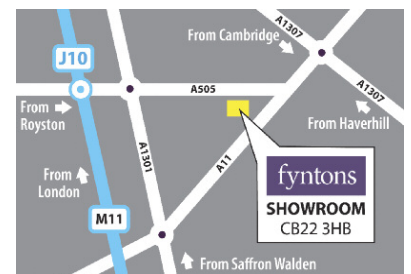 A1307
From Cambridge
J10
A505
From
Royston
A1307
From Haverhill
A1301
A11
From
London
fyntons
SHOWROOM
CB22 3HB
M11
From Saffron Walden